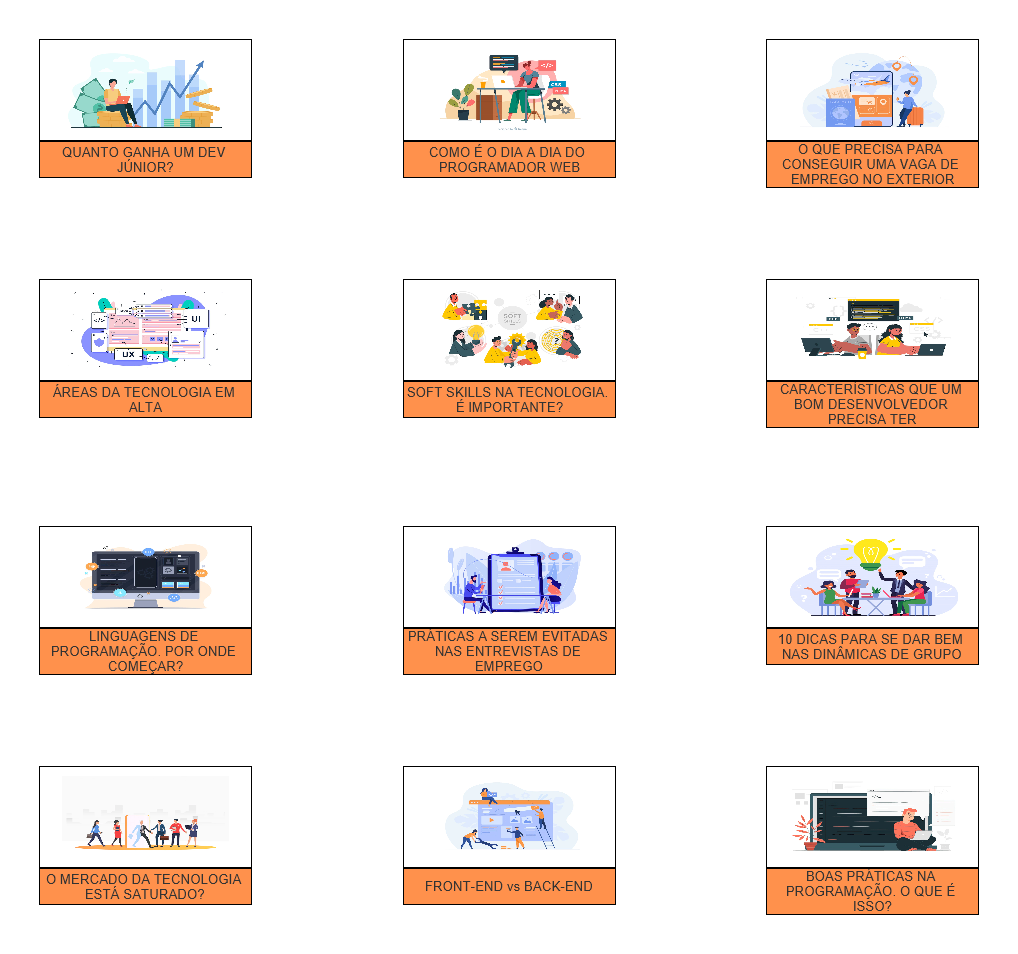 QUANTO GANHA UM DEV
JÚNIOR?
COMO É O DIA A DIA DO
PROGRAMADOR WEB
O QUE PRECISA PARA
CONSEGUIR UMA VAGA DE
EMPREGO NO EXTERIOR
UI
UX
ÁREAS DA TECNOLOGIA EM
ALTA
SOFT
SKILLS
SOFT SKILLS NA TECNOLOGIA.
É IMPORTANTE?
CARACTERÍSTICAS QUE UM
BOM DESENVOLVEDOR
PRECISA TER
LINGUAGENS DE
PROGRAMAÇÃO. POR ONDE
COMEÇAR?
PRÁTICAS A SEREM EVITADAS
NAS ENTREVISTAS DE
EMPREGO
10 DICAS PARA SE DAR BEM
NAS DINÂMICAS DE GRUPO
O MERCADO DA TECNOLOGIA
ESTÁ SATURADO?
FRONT-END vs BACK-END
BOAS PRÁTICAS NA
PROGRAMAÇÃO. O QUE É
ISSO?